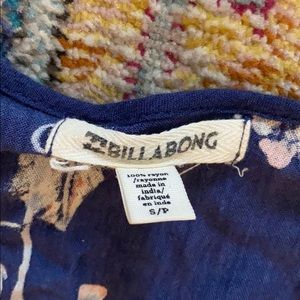 BILLABONG
100% rayon
/rayonne
made in
india/
fabriqué
en inde
S/P